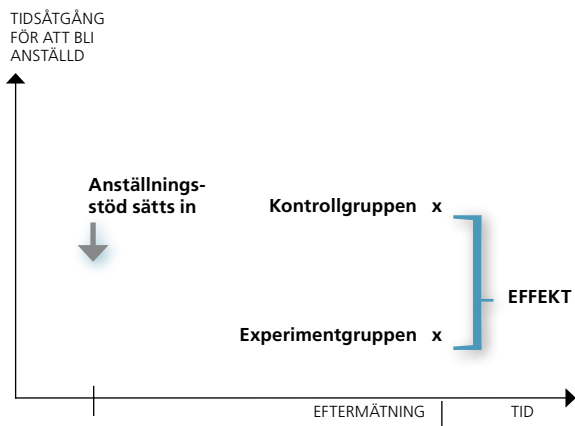 TIDSÅTGÅNG
FÖR ATT BLI
ANSTÄLLD
Anställnings-
stöd sätts in
Kontrollgruppen x
EFFEKT
Experimentgruppen x
EFTERMÄTNING
TID